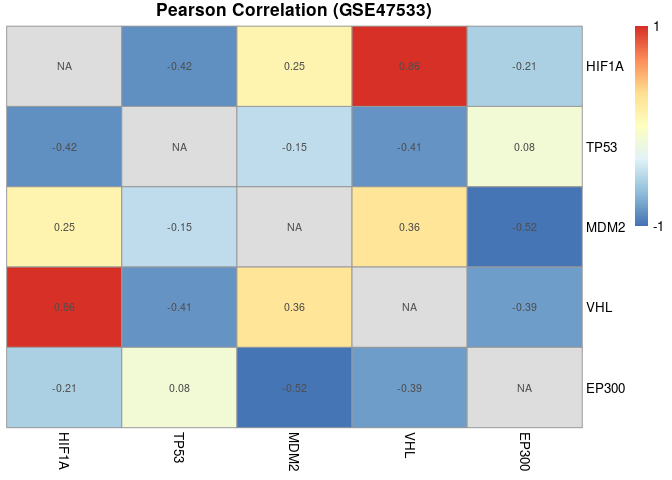 Pearson Correlation (GSE47533)
1
NA -0.42 0.25 0.86 -0.21 HIF1A
-0.42 NA -0.15 -0.41 0.08 TP53
0.25 -0.15 NA 0.36 -0.52 MDM2
-1
0.86 -0.41 0.36 NA -0.39 VHL
-0.21 0.08 -0.52 -0.39 NA EP300
HIF1A TP53 MDM2 VHL EP300